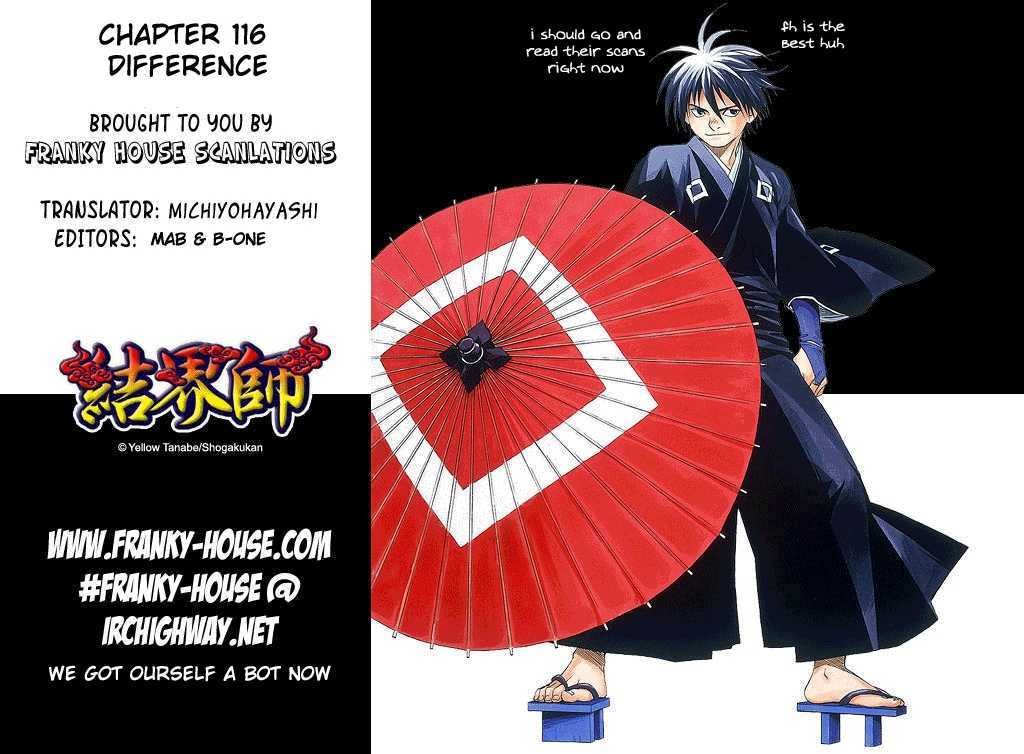 CHAPTER 116
DIFFERENCE
BROUGHT TO YOU BY
FRANKY HOUSE SCANLATIONS
TRANSLATOR: MICHIYOHAYASHI
EDITORS: MAB & B-ONE
結界師
© Yellow Tanabe/Shogakukan
WWW.FRANKY-HOUSE.COM
#FRANKY-HOUSE @
IRCHIGHWAY.NET
WE GOT OURSELF A BOT NOW
i should go and
read their scans
right now
fh is the
best huh